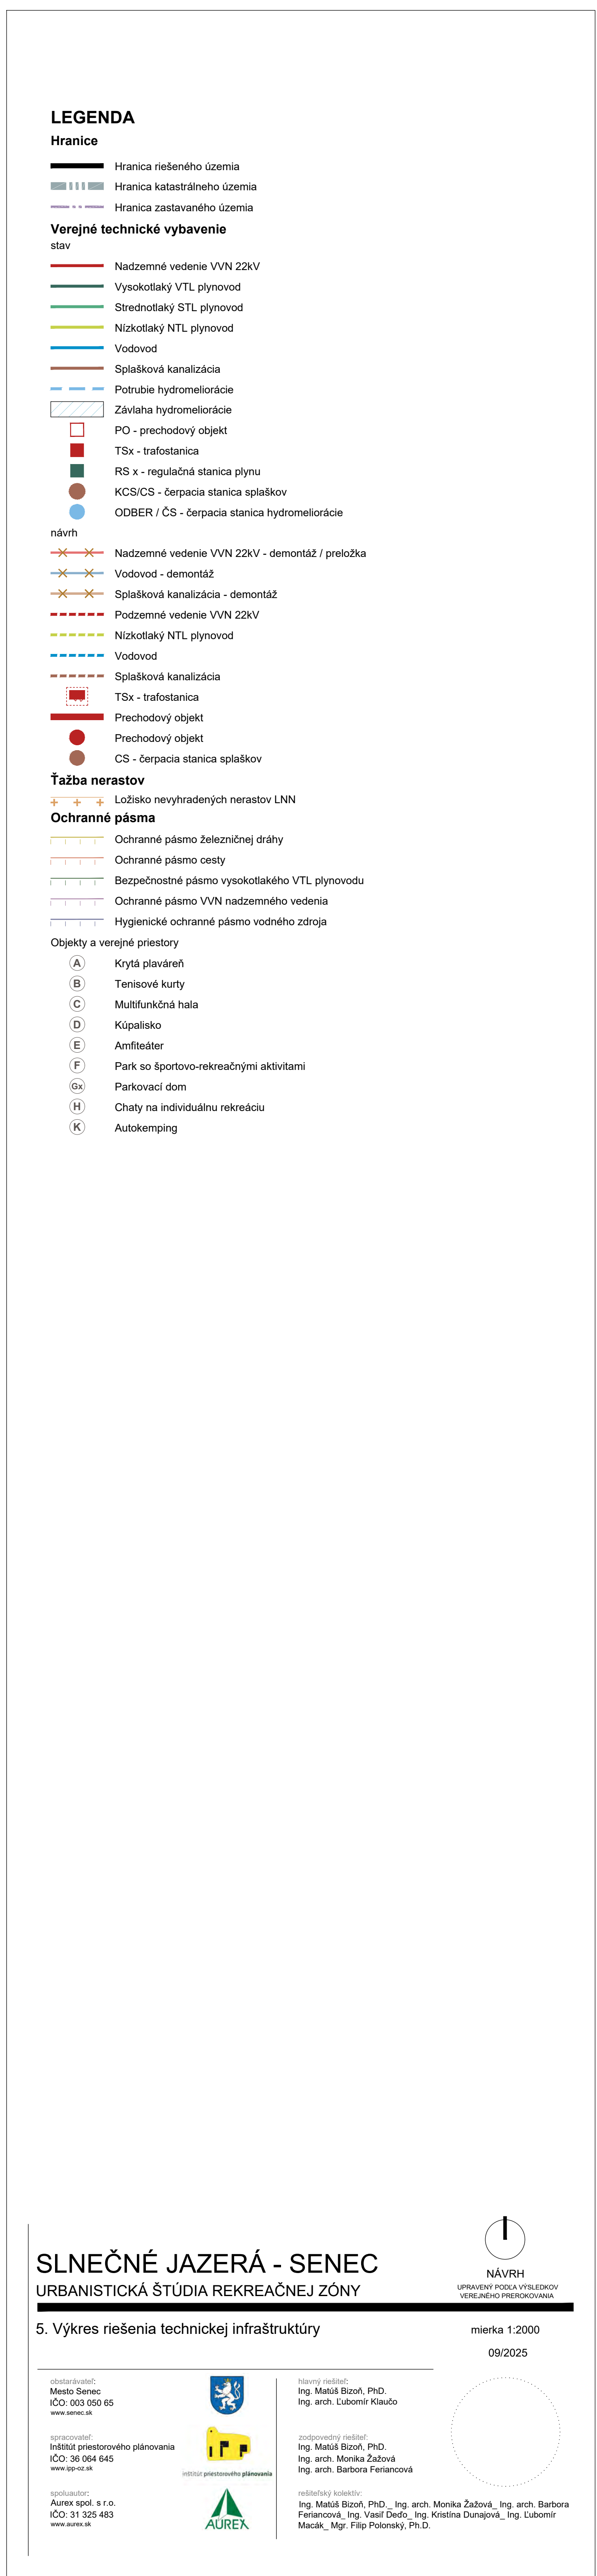 LEGENDA
Hranice
Hranica riešeného územia
Hranica katastrálneho územia
Hranica zastavaného územia
Verejné technické vybavenie
stav
Nadzemné vedenie VVN 22kV
Vysokotlaký VTL plynovod
Strednotlaký STL plynovod
Nízkotlaký NTL plynovod
Vodovod
Splašková kanalizácia
Potrubie hydromeliorácie
Závlaha hydromeliorácie
PO - prechodový objekt
TSx - trafostanica
RS x - regulačná stanica plynu
KCS/CS - čerpacia stanica splaškov
ODBER / ČS - čerpacia stanica hydromeliorácie
návrh
Nadzemné vedenie VVN 22kV - demontáž / preložka
Vodovod - demontáž
Splašková kanalizácia - demontáž
Podzemné vedenie VVN 22kV
Nízkotlaký NTL plynovod
Vodovod
Splašková kanalizácia
TSx - trafostanica
Prechodový objekt
Prechodový objekt
CS - čerpacia stanica splaškov
Ťažba nerastov
Ložisko nevyhradených nerastov LNN
Ochranné pásma
Ochranné pásmo železničnej dráhy
Ochranné pásmo cesty
Bezpečnostné pásmo vysokotlakého VTL plynovodu
Ochranné pásmo VVN nadzemného vedenia
Hygienické ochranné pásmo vodného zdroja
Objekty a verejné priestory
A Krytá plaváreň
B Tenisové kurty
C Multifunkčná hala
D Kúpalisko
E Amfiteáter
F Park so športovo-rekreačnými aktivitami
Gx Parkovací dom
H Chaty na individuálnu rekreáciu
K Autokemping
SLNEČNÉ JAZERÁ - SENEC
URBANISTICKÁ ŠTÚDIA REKREAČNEJ ZÓNY
NÁVRH
UPRAVENÝ PODĽA VÝSLEDKOV
VEREJNÉHO PREROKOVANIA
5. Výkres riešenia technickej infraštruktúry
mierka 1:2000
09/2025
obstarávateľ:
Mesto Senec
IČO: 003 050 65
www.senec.sk
hlavný riešiteľ:
Ing. Matúš Bizoň, PhD.
Ing. arch. Ľubomír Klaučo
spracovateľ:
Inštitút priestorového plánovania
IČO: 36 064 645
www.ipp-oz.sk
inštitút priestorového plánovania
zodpovedný riešiteľ:
Ing. Matúš Bizoň, PhD.
Ing. arch. Monika Žažová
Ing. arch. Barbora Feriancová
spoluautor:
Aurex spol. s r.o.
IČO: 31 325 483
www.aurex.sk
AUREX
riešiteľský kolektív:
Ing. Matúš Bizoň, PhD._ Ing. arch. Monika Žažová_ Ing. arch. Barbora
Feriancová_ Ing. Vasiľ Deďo_ Ing. Kristína Dunajová_ Ing. Ľubomír
Macák_ Mgr. Filip Polonský, Ph.D.